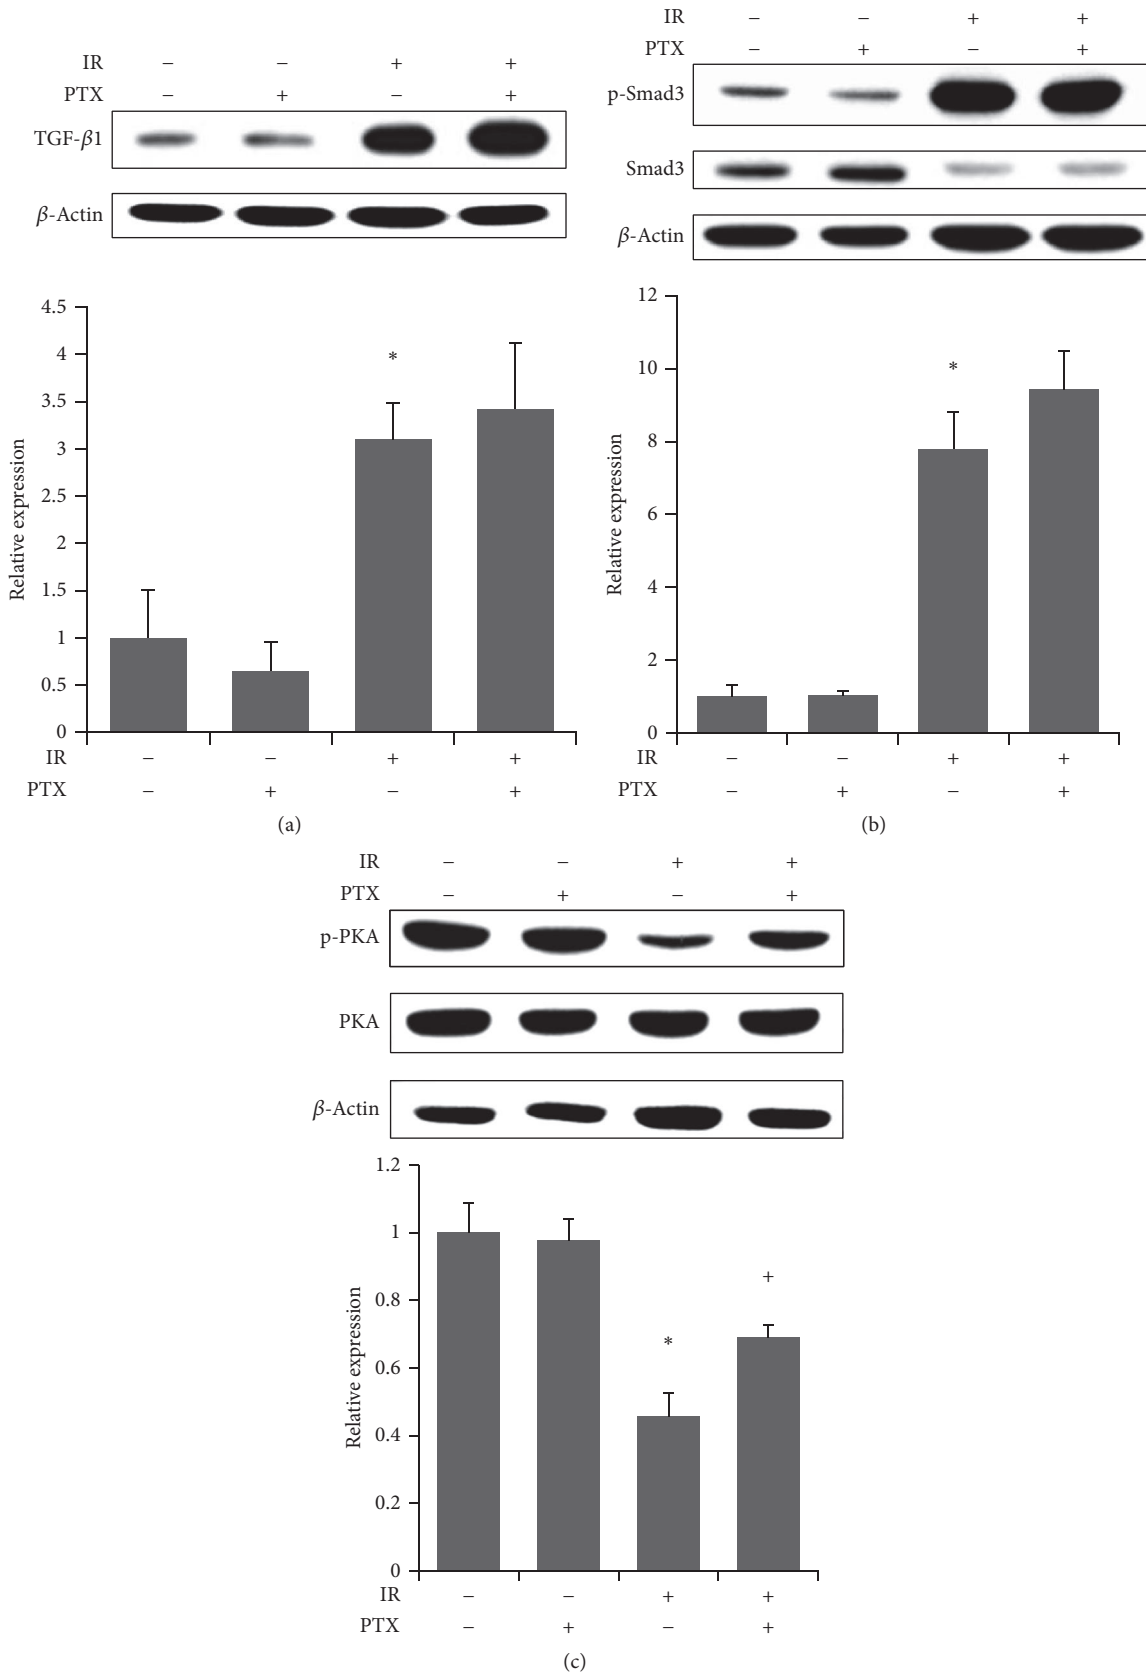 IR – – + +
PTX – + – +
TGF-β1
β-Actin
4.5
4
3.5
3
2.5
2
1.5
1
0.5
0
Relative expression
*
IR – – + +
PTX – + – +
(a)
IR – – + +
PTX – + – +
p-Smad3
Smad3
β-Actin
12
10
8
6
4
2
0
Relative expression
*
IR – – + +
PTX – + – +
(b)
IR – – + +
PTX – + – +
p-PKA
PKA
β-Actin
1.2
1
0.8
0.6
0.4
0.2
0
Relative expression
*
+
IR – – + +
PTX – + – +
(c)